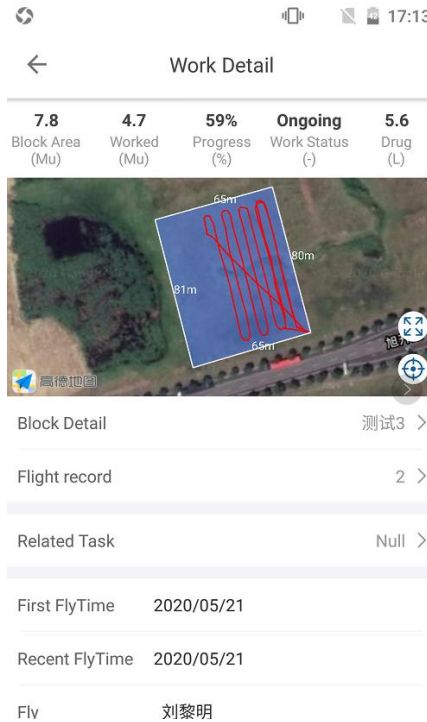 17:13
Work Detail
7.8 4.7 59% Ongoing 5.6
Block Area Worked Progress Work Status Drug
(Mu) (Mu) (%) (-) (L)
65m
80m
81m
65m
高德地图
Block Detail 测试3
Flight record 2
Related Task Null
First FlyTime 2020/05/21
Recent FlyTime 2020/05/21
Fly 刘黎明